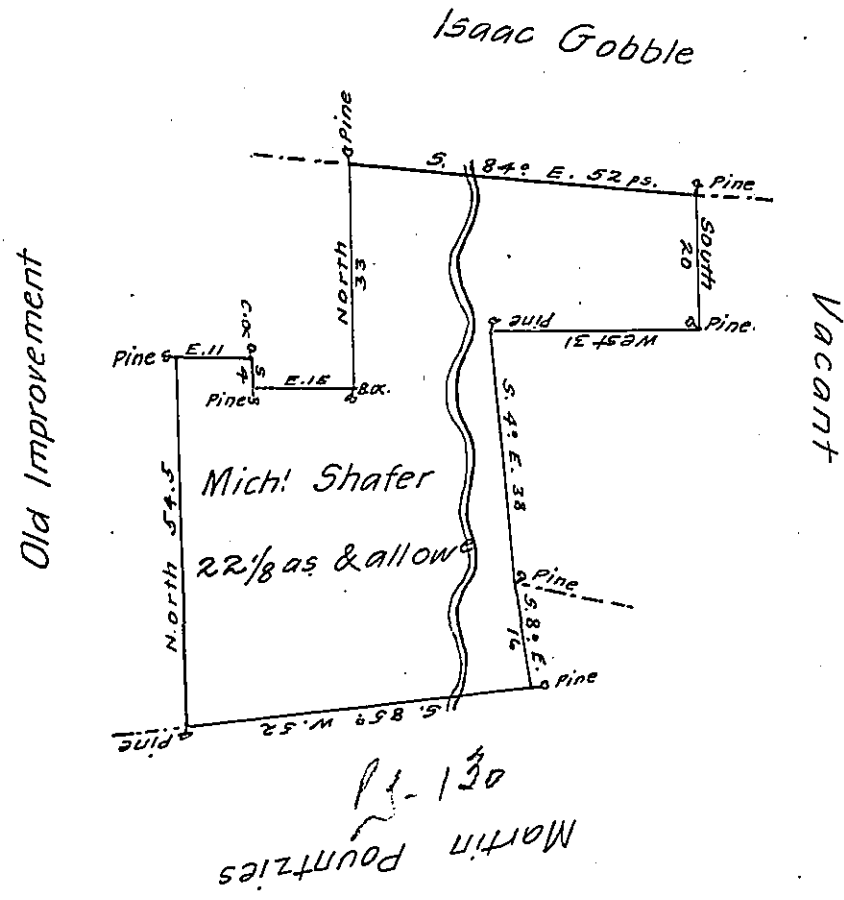 Isaac Gobble
Pine
S. 84° E. 52 ps.
Pine
South
20
Pine.
West 31
Pine
North
33
C.O.
Pine
E. 11
S
4
Pine
E. 15
B.O.
S. 4° E. 38
Pine
S. 8° E.
16
Pine
S. 85° W. 52
Pine
North 54.5
Mich! Shafer
22 1/8 as & allowe
Old Improvement
Vacant
Martin Pountzies